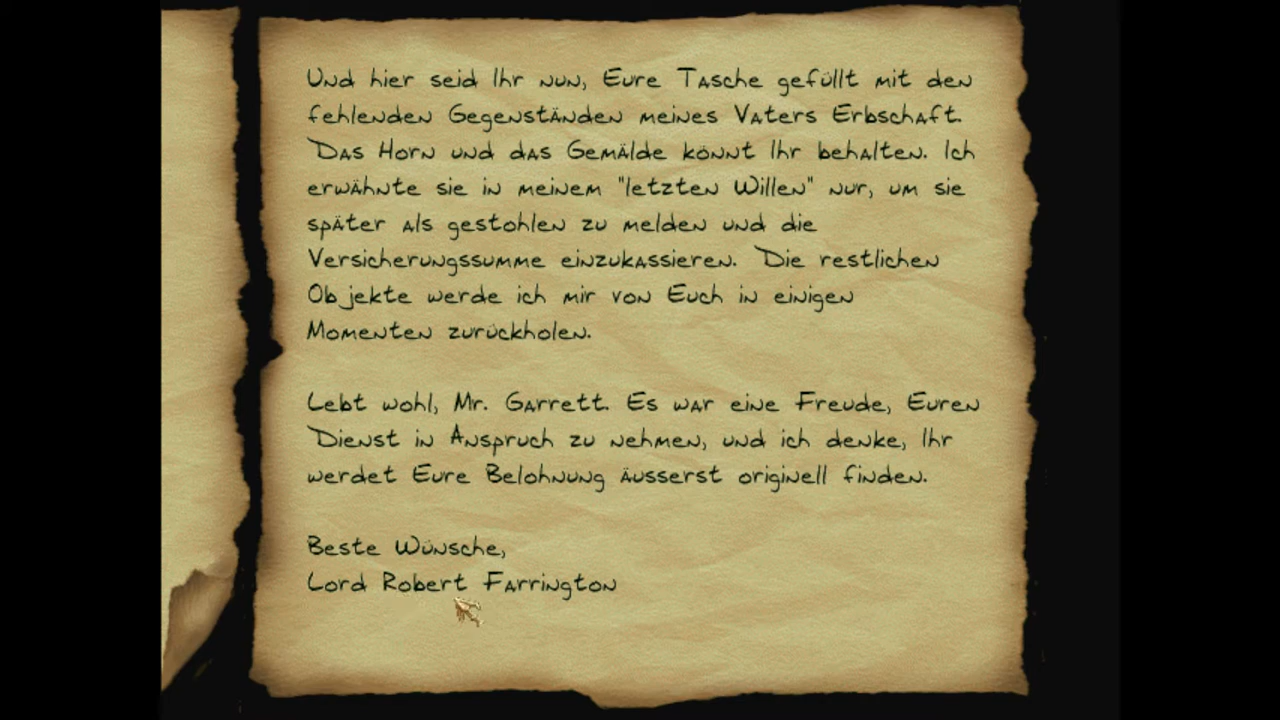 Und hier seid Ihr nun, Eure Tasche gefüllt mit den
fehlenden Gegenständen meines Vaters Erbschaft.
Das Horn und das Gemälde könnt Ihr behalten. Ich
erwähnte sie in meinem "letzten Willen" nur, um sie
später als gestohlen zu melden und die
Versicherungssumme einzukassieren. Die restlichen
Objekte werde ich mir von Euch in einigen
Momenten zurückholen.
Lebt wohl, Mr. Garrett. Es war eine Freude, Euren
Dienst in Anspruch zu nehmen, und ich denke, Ihr
werdet Eure Belohnung äusserst originell finden.
Beste Wünsche,
Lord Robert Farrington